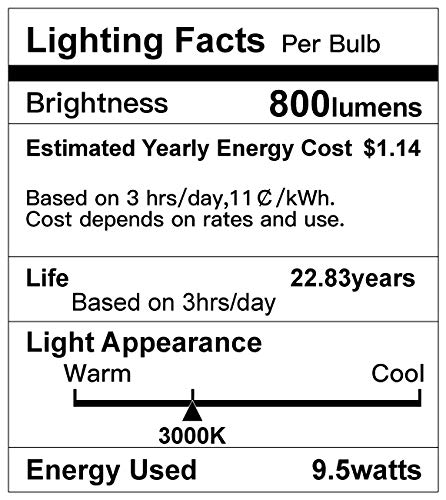 Lighting Facts Per Bulb
Brightness 800lumens
Estimated Yearly Energy Cost $1.14
Based on 3 hrs/day,11₵/kWh.
Cost depends on rates and use.
Life 22.83years
Based on 3hrs/day
Light Appearance
Warm Cool
3000K
Energy Used 9.5watts